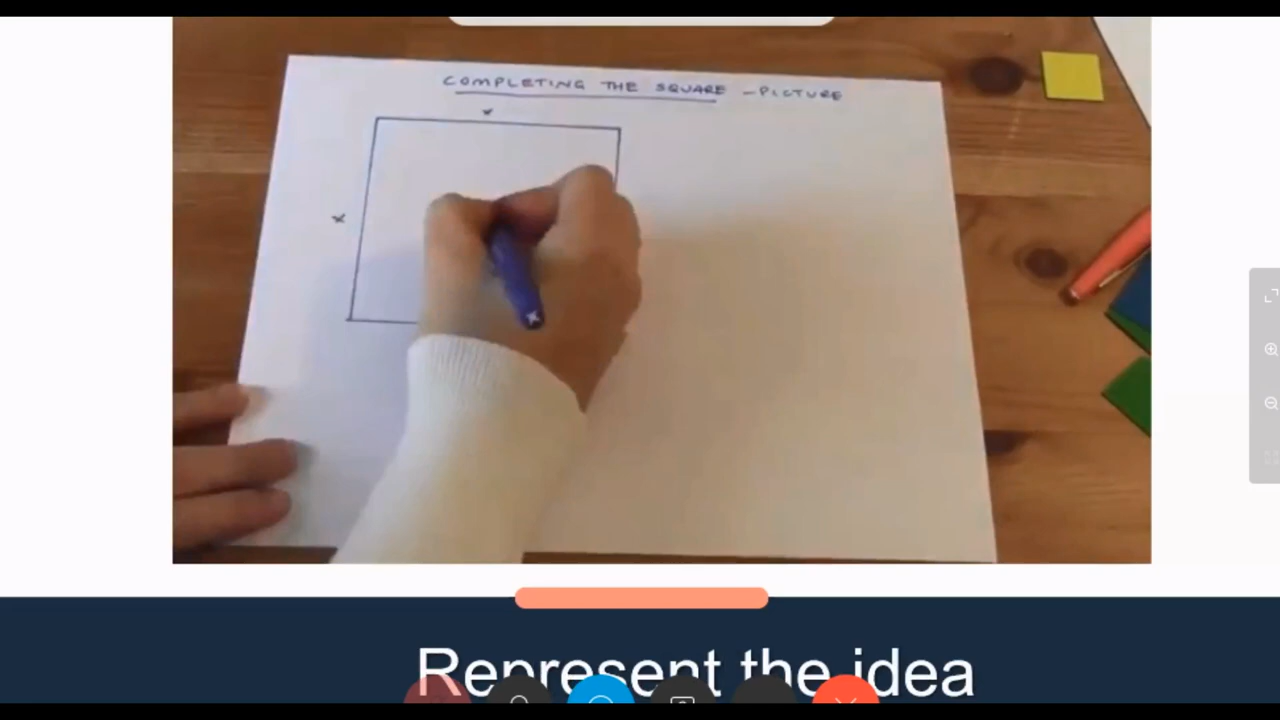 COMPLETING THE SQUARE - PICTURE
x
x
Represent the idea